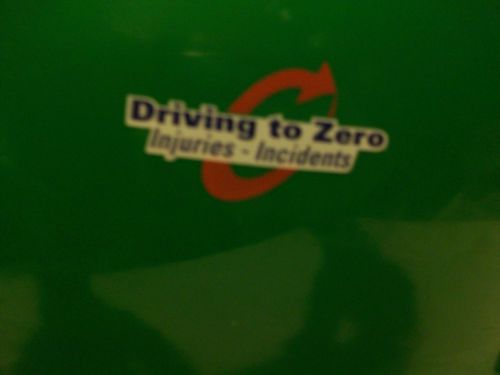 Driving to Zero
Injuries - Incidents